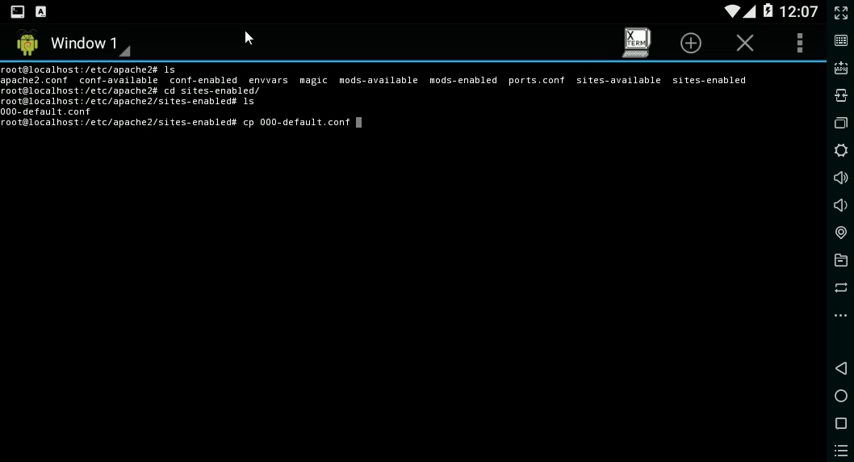 12:07
Window 1
X
TERM
root@localhost:/etc/apache2# ls
apache2.conf conf-available conf-enabled envvars magic mods-available mods-enabled ports.conf sites-available sites-enabled
root@localhost:/etc/apache2# cd sites-enabled/
root@localhost:/etc/apache2/sites-enabled# ls
000-default.conf
root@localhost:/etc/apache2/sites-enabled# cp 000-default.conf